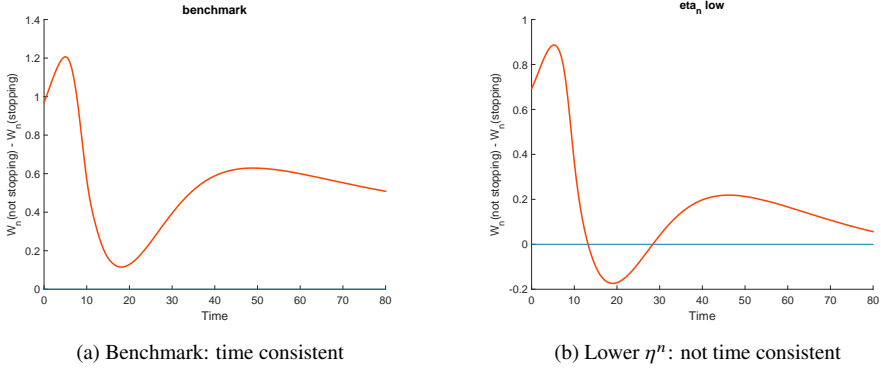 benchmark
W_n(not stopping) - W_n(stopping)
1.4
1.2
1
0.8
0.6
0.4
0.2
0
0 10 20 30 40 50 60 70 80
Time
(a) Benchmark: time consistent
eta_n low
W_n(not stopping) - W_n(stopping)
1
0.8
0.6
0.4
0.2
0
-0.2
0 10 20 30 40 50 60 70 80
Time
(b) Lower η^n: not time consistent